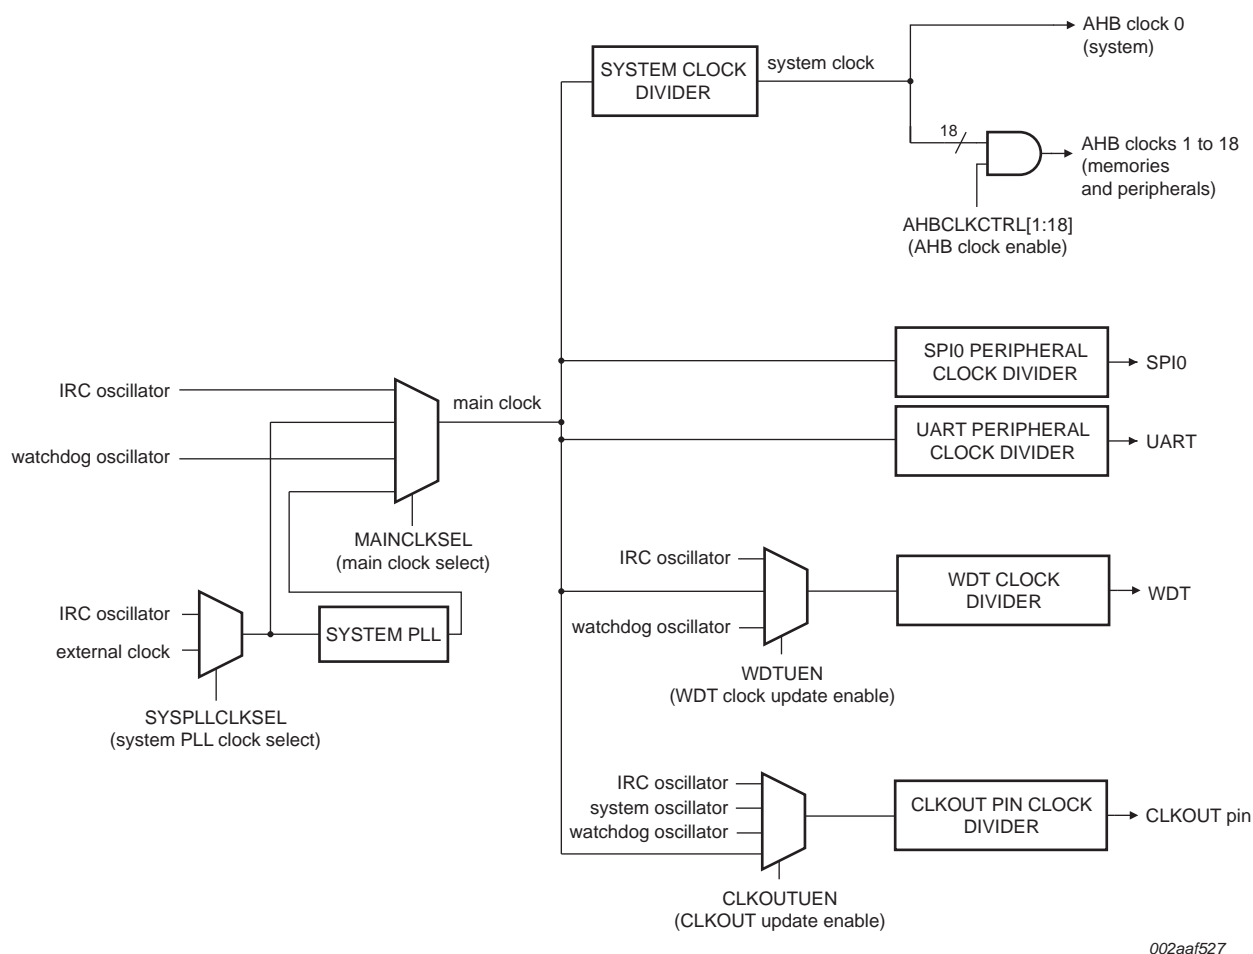 AHB clock 0
(system)
SYSTEM CLOCK
DIVIDER
system clock
18
AHB clocks 1 to 18
(memories
and peripherals)
AHBCLKCTRL[1:18]
(AHB clock enable)
SPI0 PERIPHERAL
CLOCK DIVIDER
SPI0
IRC oscillator
main clock
UART PERIPHERAL
CLOCK DIVIDER
UART
watchdog oscillator
MAINCLKSEL
(main clock select)
IRC oscillator
WDT CLOCK
DIVIDER
WDT
watchdog oscillator
IRC oscillator
external clock
SYSTEM PLL
WDTUEN
(WDT clock update enable)
SYSPLLCLKSEL
(system PLL clock select)
IRC oscillator
system oscillator
watchdog oscillator
CLKOUT PIN CLOCK
DIVIDER
CLKOUT pin
CLKOUTUEN
(CLKOUT update enable)
002aaf527